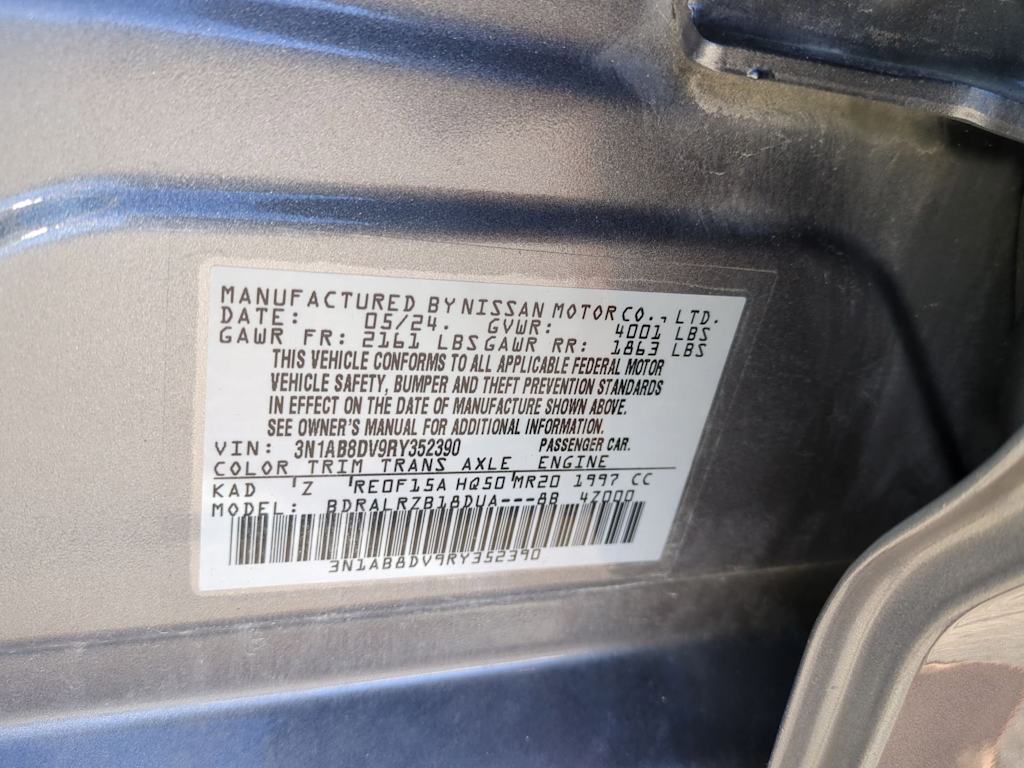 MANUFACTURED BY NISSAN MOTOR CO., LTD.
DATE: 05/24. GVWR: 4001 LBS
GAWR FR: 2161 LBS GAWR RR: 1863 LBS
THIS VEHICLE CONFORMS TO ALL APPLICABLE FEDERAL MOTOR
VEHICLE SAFETY, BUMPER AND THEFT PREVENTION STANDARDS
IN EFFECT ON THE DATE OF MANUFACTURE SHOWN ABOVE.
SEE OWNER'S MANUAL FOR ADDITIONAL INFORMATION.
VIN: 3N1AB8DV9RY352390 PASSENGER CAR.
COLOR TRIM TRANS AXLE ENGINE
KAD 'Z 'RE0F15A HQ50 'MR20 1997 CC
MODEL: BDRALRZB18DUA---8B 4Z000
3N1AB8DV9RY352390